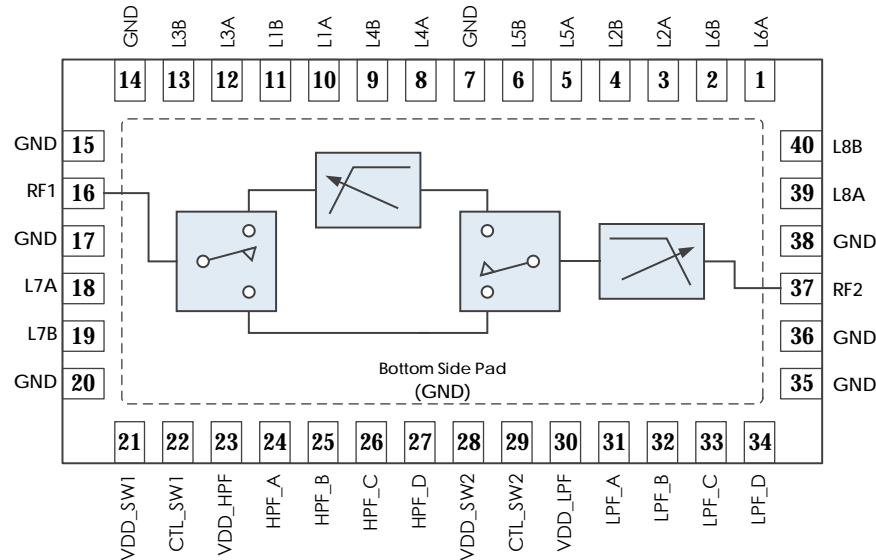 GND L3B L3A L1B L1A L4B L4A GND L5B L5A L2B L2A L6B L6A
14 13 12 11 10 9 8 7 6 5 4 3 2 1
GND 15
RF1 16
GND 17
L7A 18
L7B 19
GND 20
40 L8B
39 L8A
38 GND
37 RF2
36 GND
35 GND
Bottom Side Pad
(GND)
21 22 23 24 25 26 27 28 29 30 31 32 33 34
VDD_SW1 CTL_SW1 VDD_HPF HPF_A HPF_B HPF_C HPF_D VDD_SW2 CTL_SW2 VDD_LPF LPF_A LPF_B LPF_C LPF_D